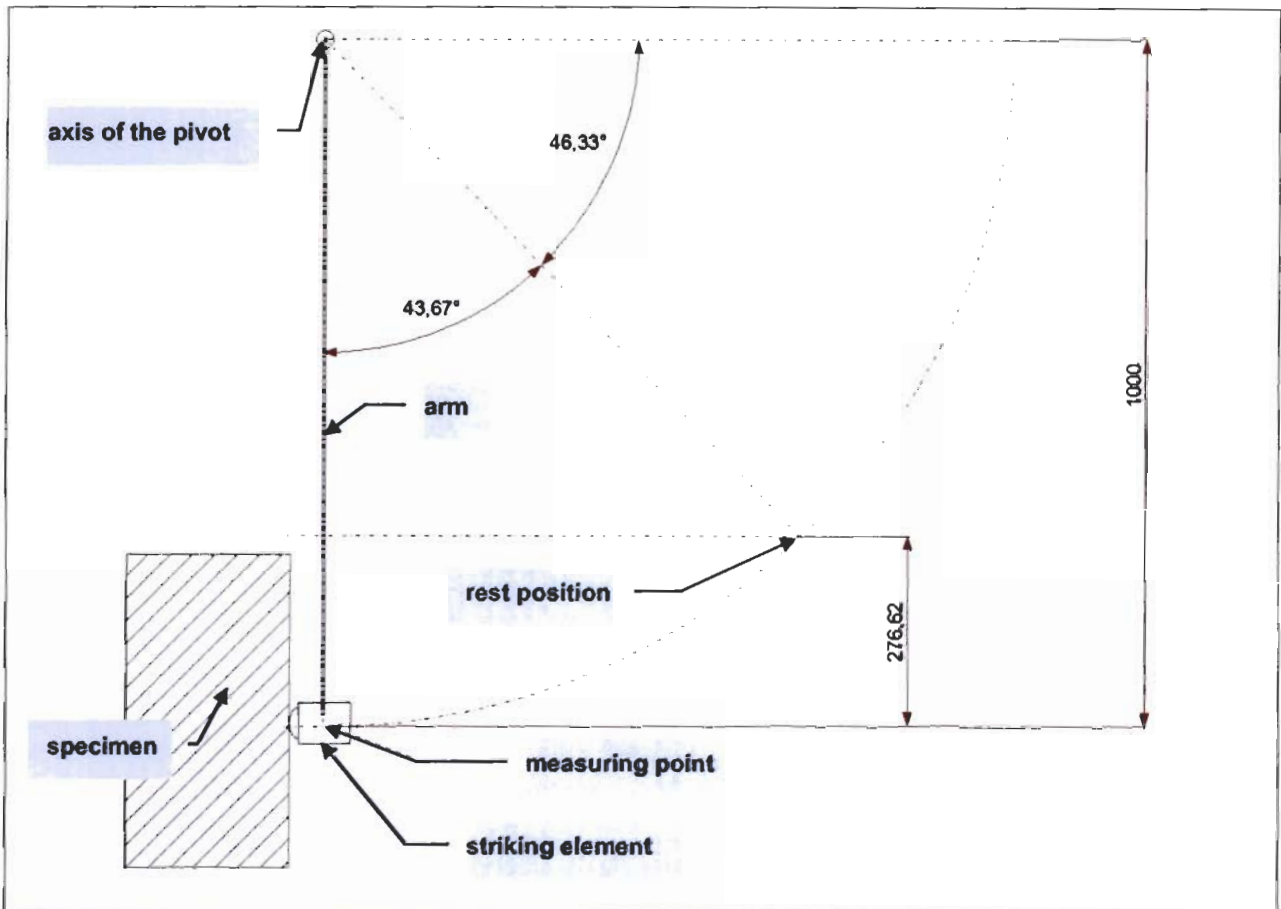 axis of the pivot
46,33°
43,67°
arm
1000
rest position
276,62
specimen
measuring point
striking element